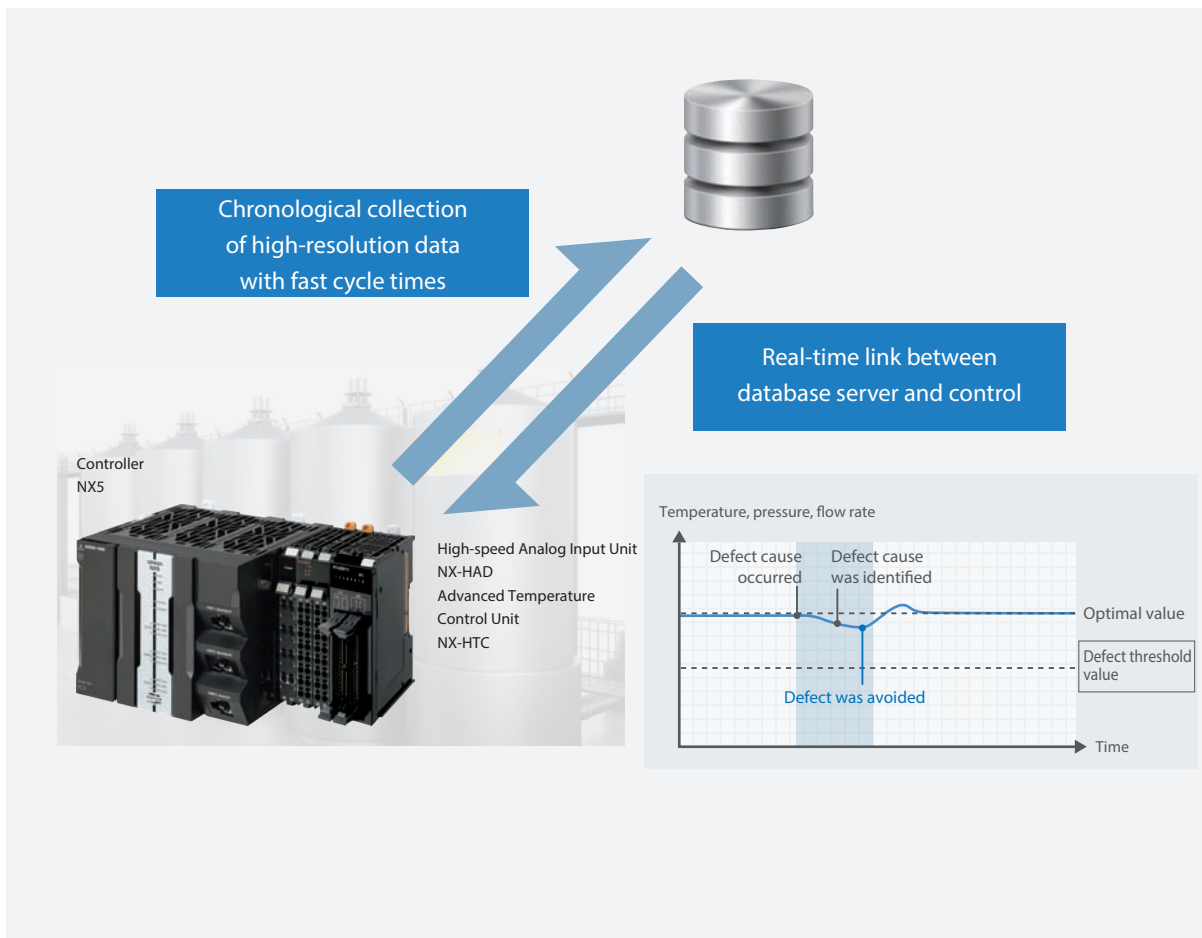 Chronological collection
of high-resolution data
with fast cycle times
Real-time link between
database server and control
Controller
NX5
High-speed Analog Input Unit
NX-HAD
Advanced Temperature
Control Unit
NX-HTC
Temperature, pressure, flow rate
Defect cause
occurred
Defect cause
was identified
Optimal value
Defect threshold
value
Defect was avoided
Time